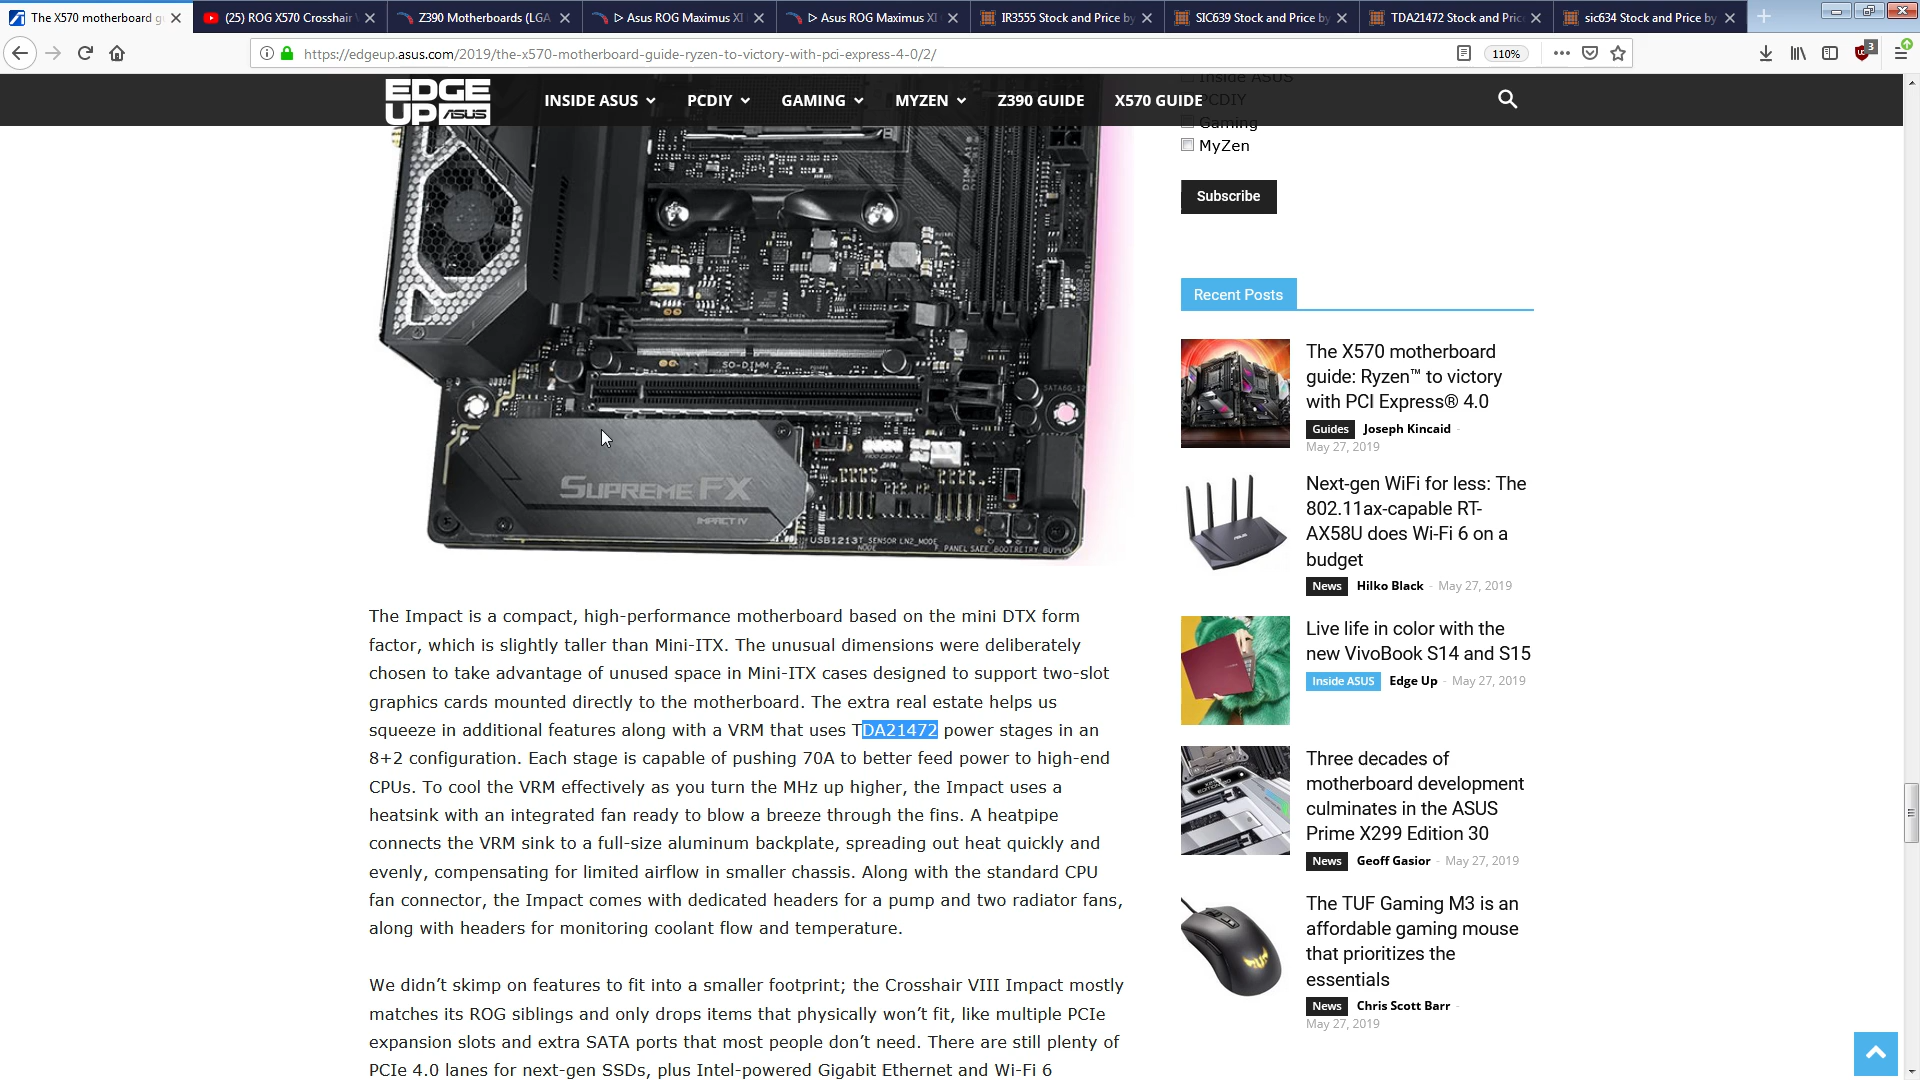 The X570 motherboard g
(25) ROG X570 Crosshair
Z390 Motherboards (LGA
▷ Asus ROG Maximus XI
▷ Asus ROG Maximus XI
IR3555 Stock and Price by
SIC639 Stock and Price by
TDA21472 Stock and Price
sic634 Stock and Price by
https://edgeup.asus.com/2019/the-x570-motherboard-guide-ryzen-to-victory-with-pci-express-4-0/2/
110%
3
EDGE UP ASUS
INSIDE ASUS
PCDIY
GAMING
MYZEN
Z390 GUIDE
X570 GUIDE
Inside ASUS
PCDIY
Gaming
MyZen
Subscribe
SO-DIMM.2
SUPREME FX
IMPACT IV
USB1213
T_SENSOR
LN2_MODE
The Impact is a compact, high-performance motherboard based on the mini DTX form
factor, which is slightly taller than Mini-ITX. The unusual dimensions were deliberately
chosen to take advantage of unused space in Mini-ITX cases designed to support two-slot
graphics cards mounted directly to the motherboard. The extra real estate helps us
squeeze in additional features along with a VRM that uses TDA21472 power stages in an
8+2 configuration. Each stage is capable of pushing 70A to better feed power to high-end
CPUs. To cool the VRM effectively as you turn the MHz up higher, the Impact uses a
heatsink with an integrated fan ready to blow a breeze through the fins. A heatpipe
connects the VRM sink to a full-size aluminum backplate, spreading out heat quickly and
evenly, compensating for limited airflow in smaller chassis. Along with the standard CPU
fan connector, the Impact comes with dedicated headers for a pump and two radiator fans,
along with headers for monitoring coolant flow and temperature.
We didn’t skimp on features to fit into a smaller footprint; the Crosshair VIII Impact mostly
matches its ROG siblings and only drops items that physically won’t fit, like multiple PCIe
expansion slots and extra SATA ports that most people don’t need. There are still plenty of
PCIe 4.0 lanes for next-gen SSDs, plus Intel-powered Gigabit Ethernet and Wi-Fi 6
Recent Posts
The X570 motherboard
guide: Ryzen™ to victory
with PCI Express® 4.0
Guides Joseph Kincaid -
May 27, 2019
Next-gen WiFi for less: The
802.11ax-capable RT-
AX58U does Wi-Fi 6 on a
budget
News Hilko Black - May 27, 2019
Live life in color with the
new VivoBook S14 and S15
Inside ASUS Edge Up - May 27, 2019
Three decades of
motherboard development
culminates in the ASUS
Prime X299 Edition 30
News Geoff Gasior - May 27, 2019
The TUF Gaming M3 is an
affordable gaming mouse
that prioritizes the
essentials
News Chris Scott Barr -
May 27, 2019